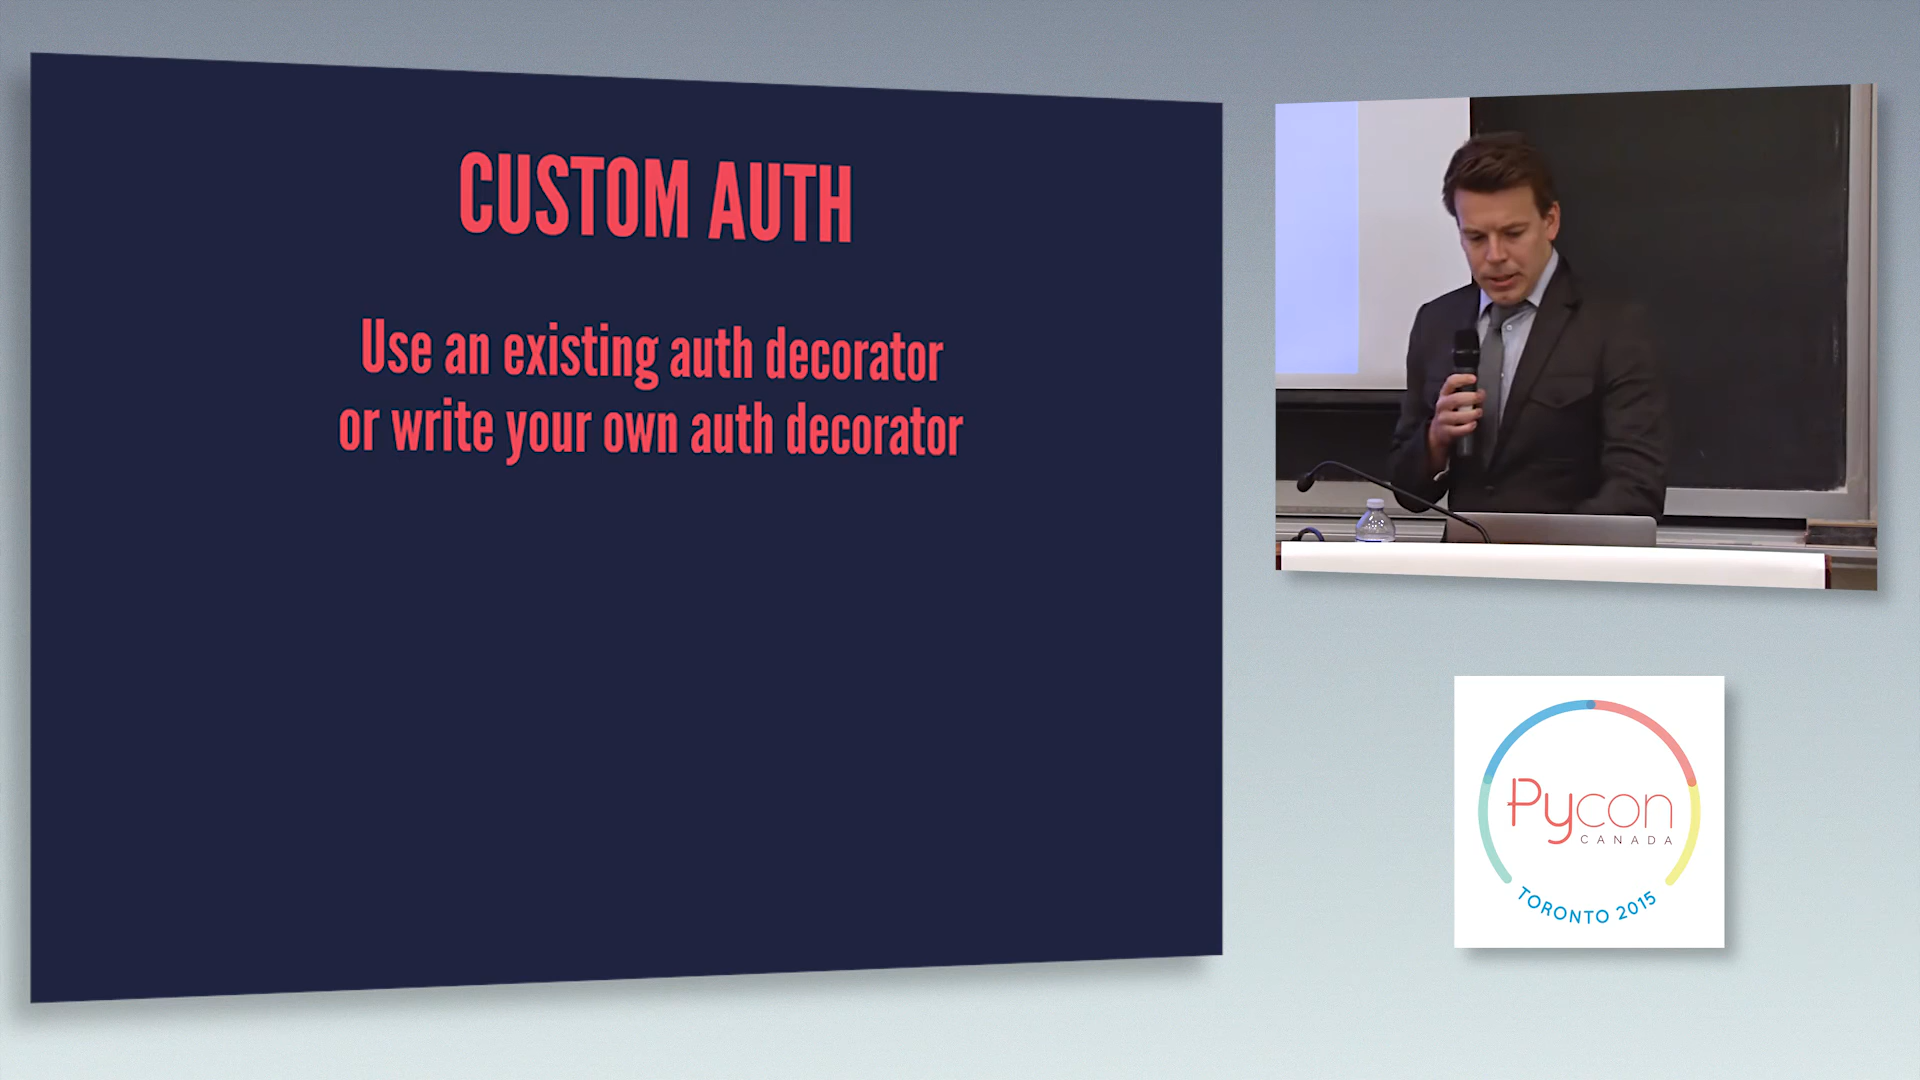 CUSTOM AUTH
Use an existing auth decorator
or write your own auth decorator
Pycon
CANADA
TORONTO 2015